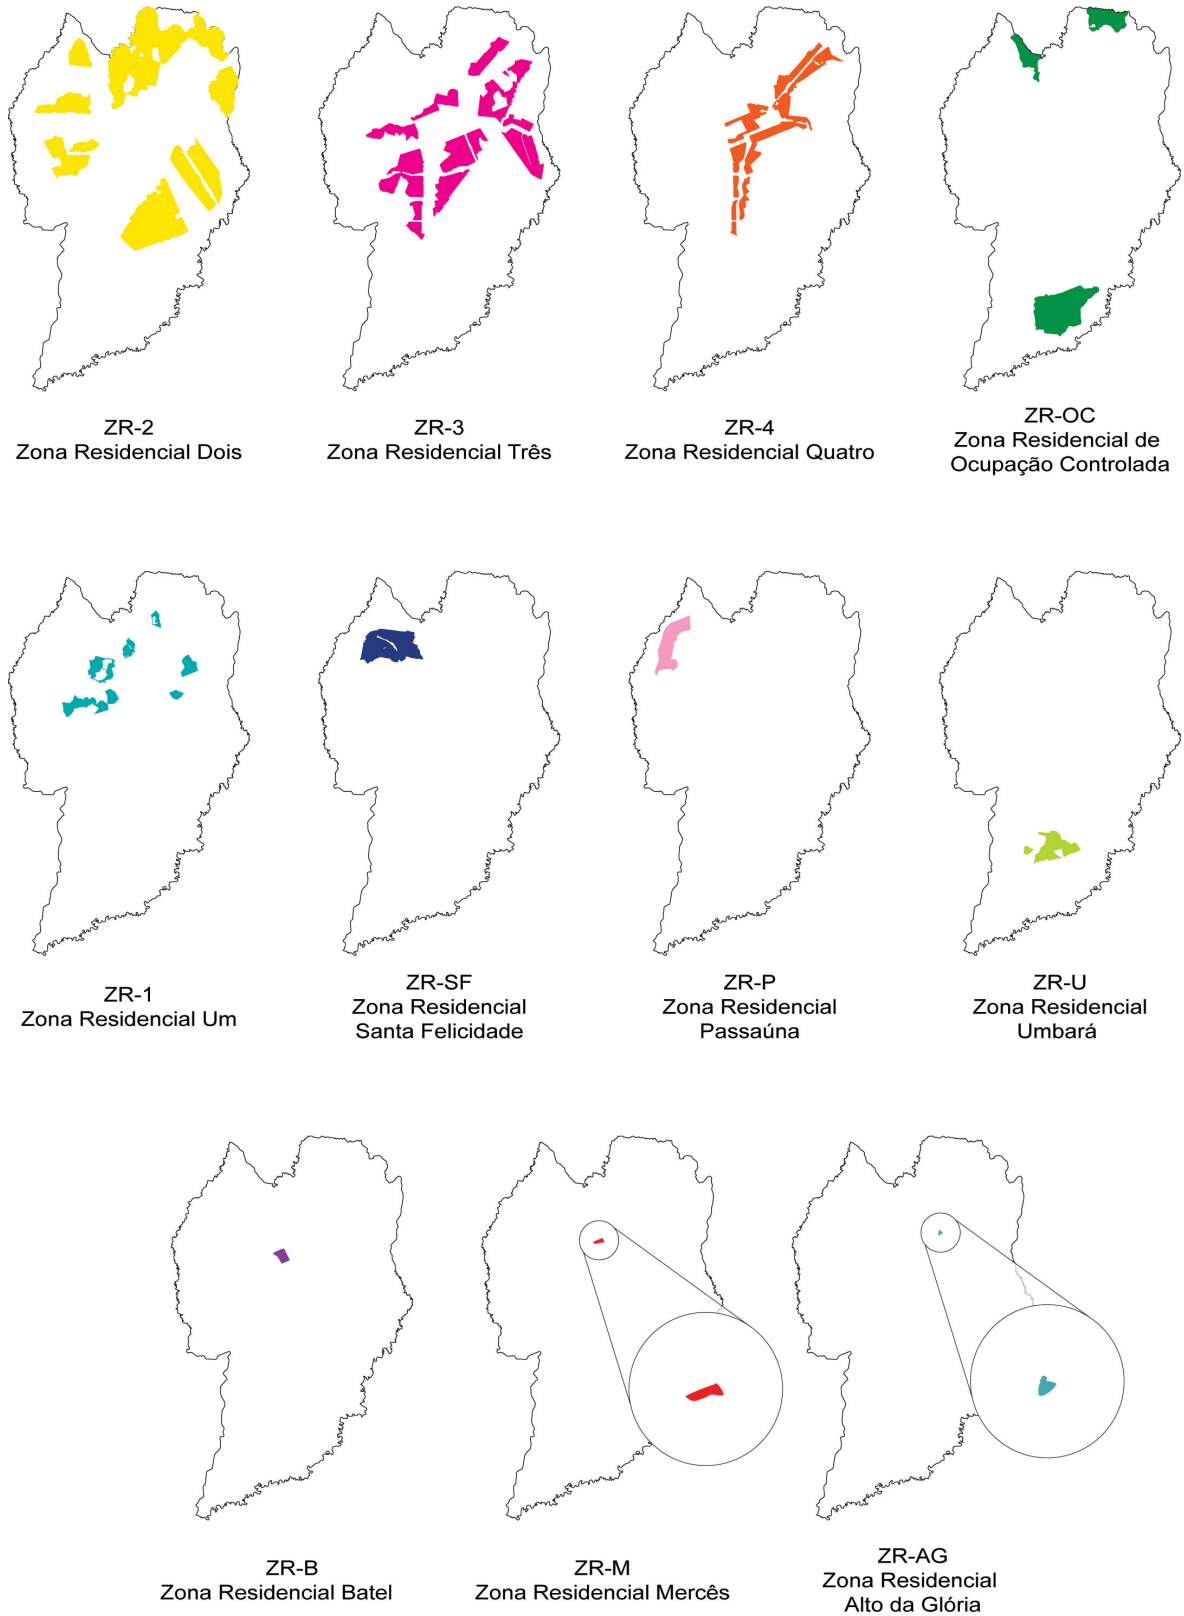 ZR-2
Zona Residencial Dois
ZR-3
Zona Residencial Três
ZR-4
Zona Residencial Quatro
ZR-OC
Zona Residencial de
Ocupação Controlada
ZR-1
Zona Residencial Um
ZR-SF
Zona Residencial
Santa Felicidade
ZR-P
Zona Residencial
Passaúna
ZR-U
Zona Residencial
Umbará
ZR-B
Zona Residencial Batel
ZR-M
Zona Residencial Mercês
ZR-AG
Zona Residencial
Alto da Glória